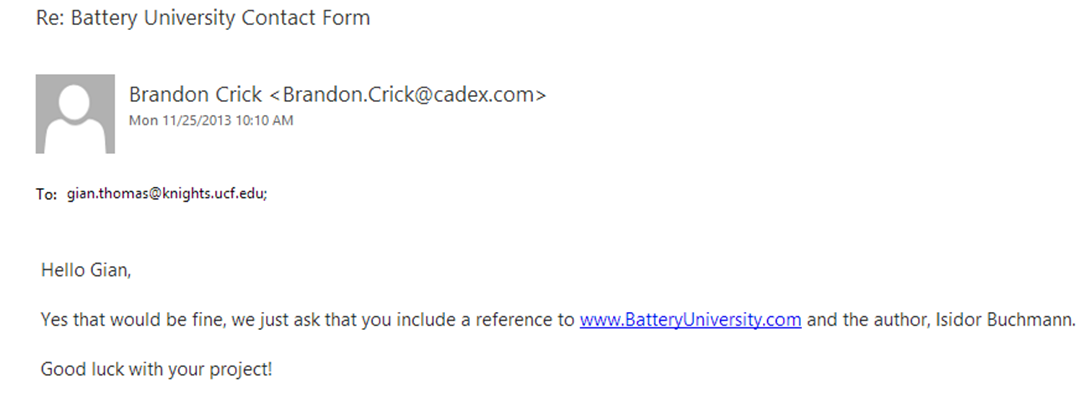 Re: Battery University Contact Form
Brandon Crick <Brandon.Crick@cadex.com>
Mon 11/25/2013 10:10 AM
To: gian.thomas@knights.ucf.edu;
Hello Gian,
Yes that would be fine, we just ask that you include a reference to www.BatteryUniversity.com and the author, Isidor Buchmann.
Good luck with your project!